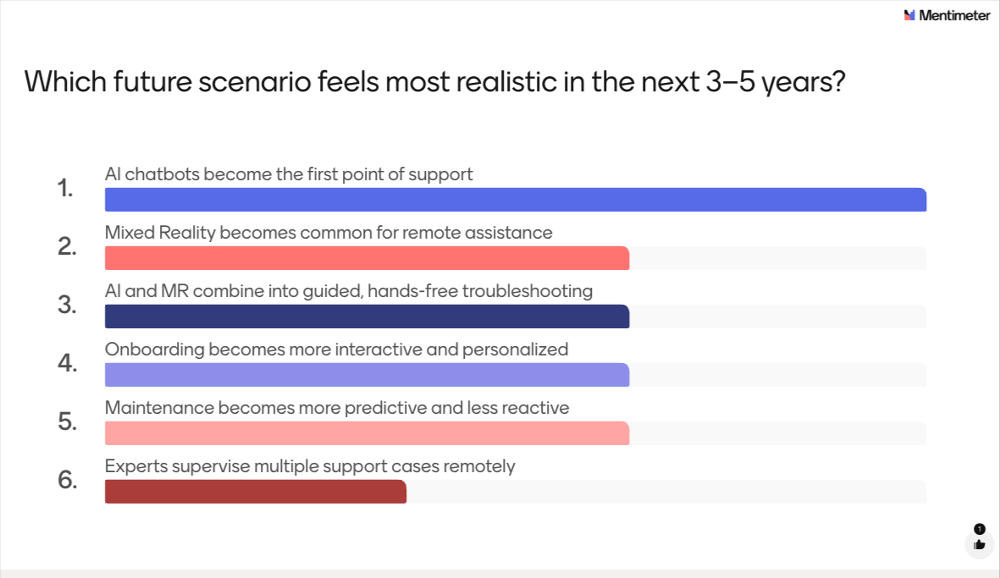 Mentimeter
Which future scenario feels most realistic in the next 3–5 years?
1.
AI chatbots become the first point of support
2.
Mixed Reality becomes common for remote assistance
3.
AI and MR combine into guided, hands-free troubleshooting
4.
Onboarding becomes more interactive and personalized
5.
Maintenance becomes more predictive and less reactive
6.
Experts supervise multiple support cases remotely
1